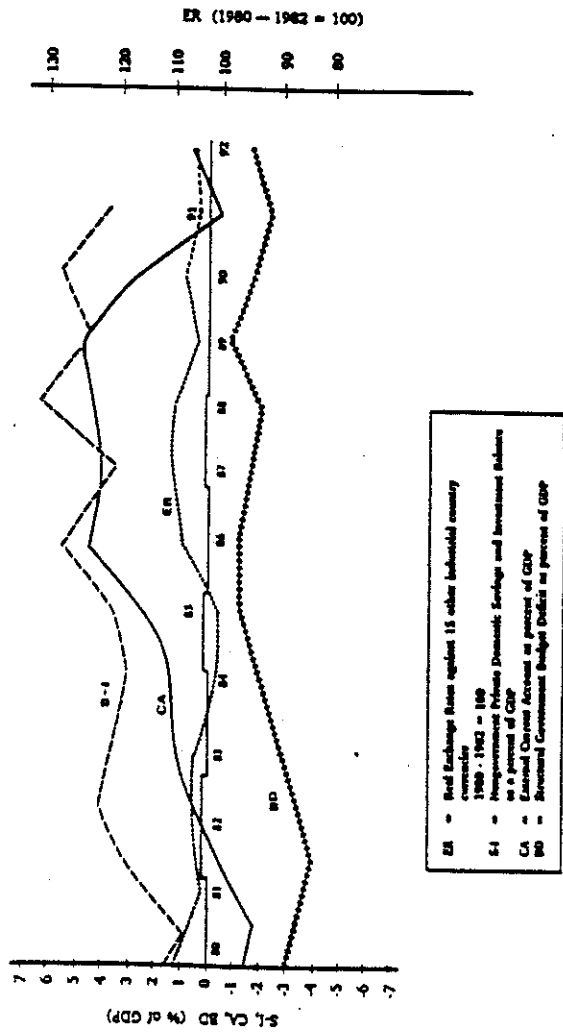 ER (1980 — 1982 = 100)
130
120
110
100
90
80
S-I, CA, BD (% of GDP)
7
6
5
4
3
2
1
0
-1
-2
-3
-4
-5
-6
-7
80
81
82
83
84
85
86
87
88
89
90
91
92
S-I
CA
ER
BD
ER = Real Exchange Rates against 15 other industrial country
currencies
1980 - 1982 = 100
S-I = Nongovernment Private Domestic Savings and Investment Balance
as a percent of GDP
CA = External Current Account as percent of GDP
BD = Structural Government Budget Deficit as percent of GDP